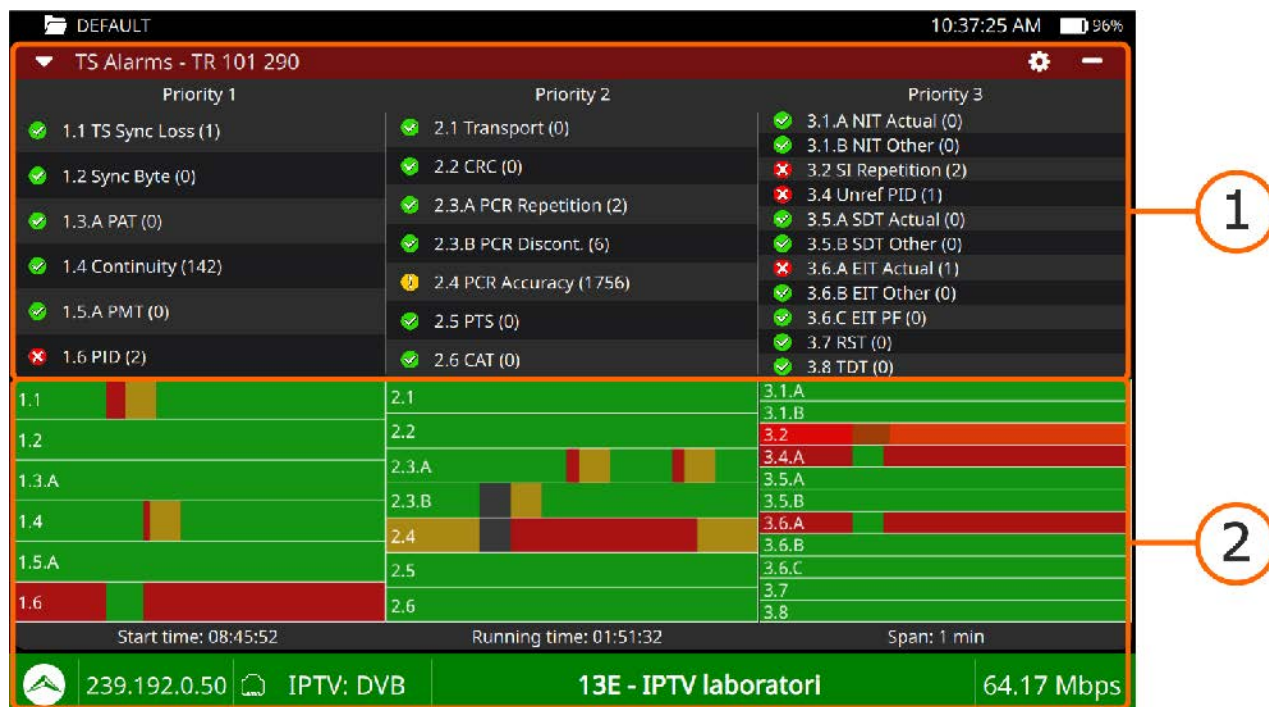 DEFAULT
10:37:25 AM 96%
TS Alarms - TR 101 290
Priority 1
1.1 TS Sync Loss (1)
1.2 Sync Byte (0)
1.3.A PAT (0)
1.4 Continuity (142)
1.5.A PMT (0)
1.6 PID (2)
Priority 2
2.1 Transport (0)
2.2 CRC (0)
2.3.A PCR Repetition (2)
2.3.B PCR Discont. (6)
2.4 PCR Accuracy (1756)
2.5 PTS (0)
2.6 CAT (0)
Priority 3
3.1.A NIT Actual (0)
3.1.B NIT Other (0)
3.2 SI Repetition (2)
3.4 Unref PID (1)
3.5.A SDT Actual (0)
3.5.B SDT Other (0)
3.6.A EIT Actual (1)
3.6.B EIT Other (0)
3.6.C EIT PF (0)
3.7 RST (0)
3.8 TDT (0)
1
1.1
1.2
1.3.A
1.4
1.5.A
1.6
2.1
2.2
2.3.A
2.3.B
2.4
2.5
2.6
3.1.A
3.1.B
3.2
3.4.A
3.5.A
3.5.B
3.6.A
3.6.B
3.6.C
3.7
3.8
2
Start time: 08:45:52
Running time: 01:51:32
Span: 1 min
239.192.0.50
IPTV: DVB
13E - IPTV laboratori
64.17 Mbps